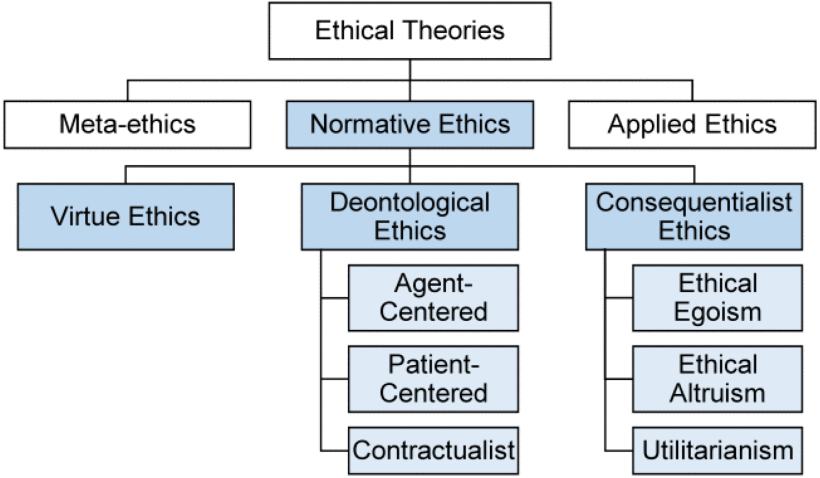 Ethical Theories
Meta-ethics
Normative Ethics
Applied Ethics
Virtue Ethics
Deontological
Ethics
Consequentialist
Ethics
Agent-
Centered
Patient-
Centered
Contractualist
Ethical
Egoism
Ethical
Altruism
Utilitarianism